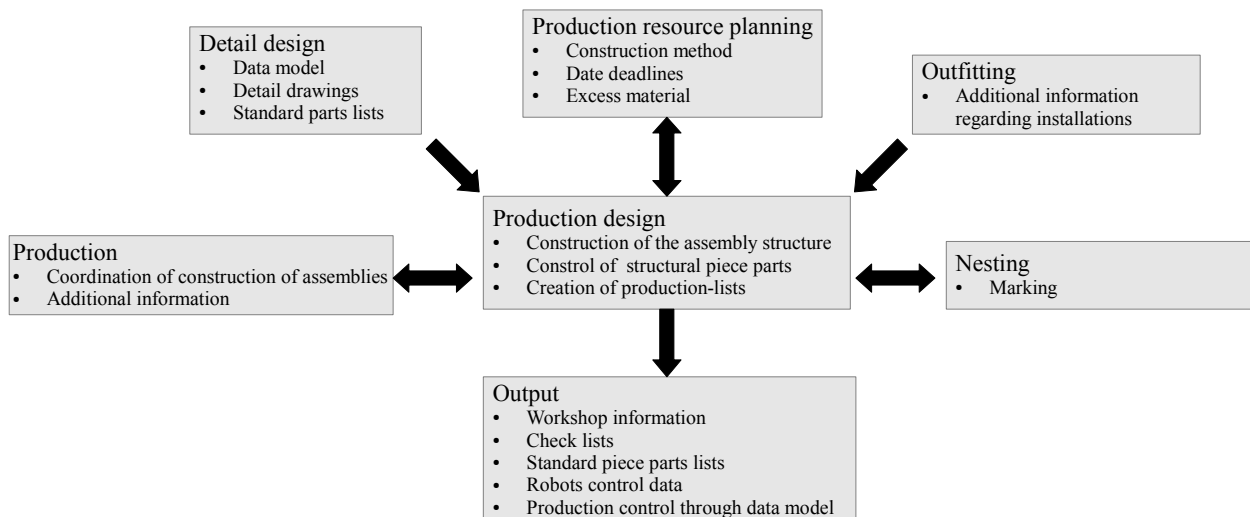 Detail design
• Data model
• Detail drawings
• Standard parts lists
Production resource planning
• Construction method
• Date deadlines
• Excess material
Outfitting
• Additional information
regarding installations
Production
• Coordination of construction of assemblies
• Additional information
Production design
• Construction of the assembly structure
• Constrol of structural piece parts
• Creation of production-lists
Nesting
• Marking
Output
• Workshop information
• Check lists
• Standard piece parts lists
• Robots control data
• Production control through data model